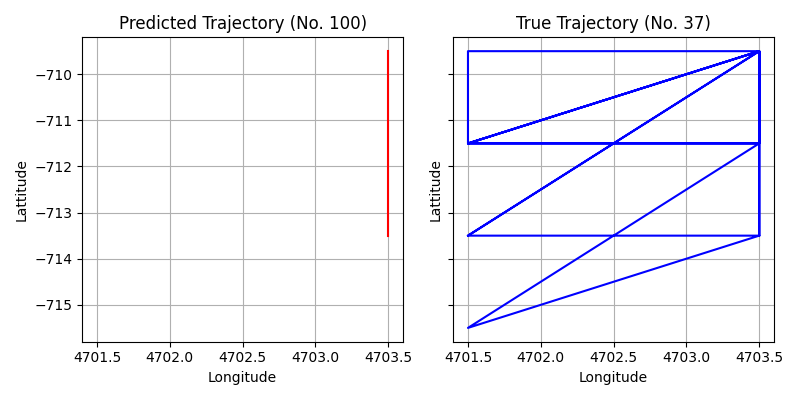 Predicted Trajectory (No. 100)
True Trajectory (No. 37)
Lattitude
−710
−711
−712
−713
−714
−715
4701.5 4702.0 4702.5 4703.0 4703.5
Longitude
Lattitude
4701.5 4702.0 4702.5 4703.0 4703.5
Longitude